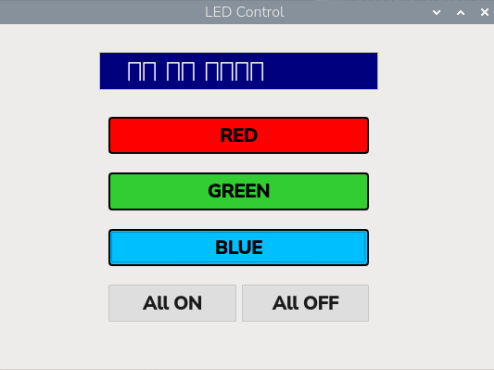 LED Control
RED
GREEN
BLUE
All ON All OFF